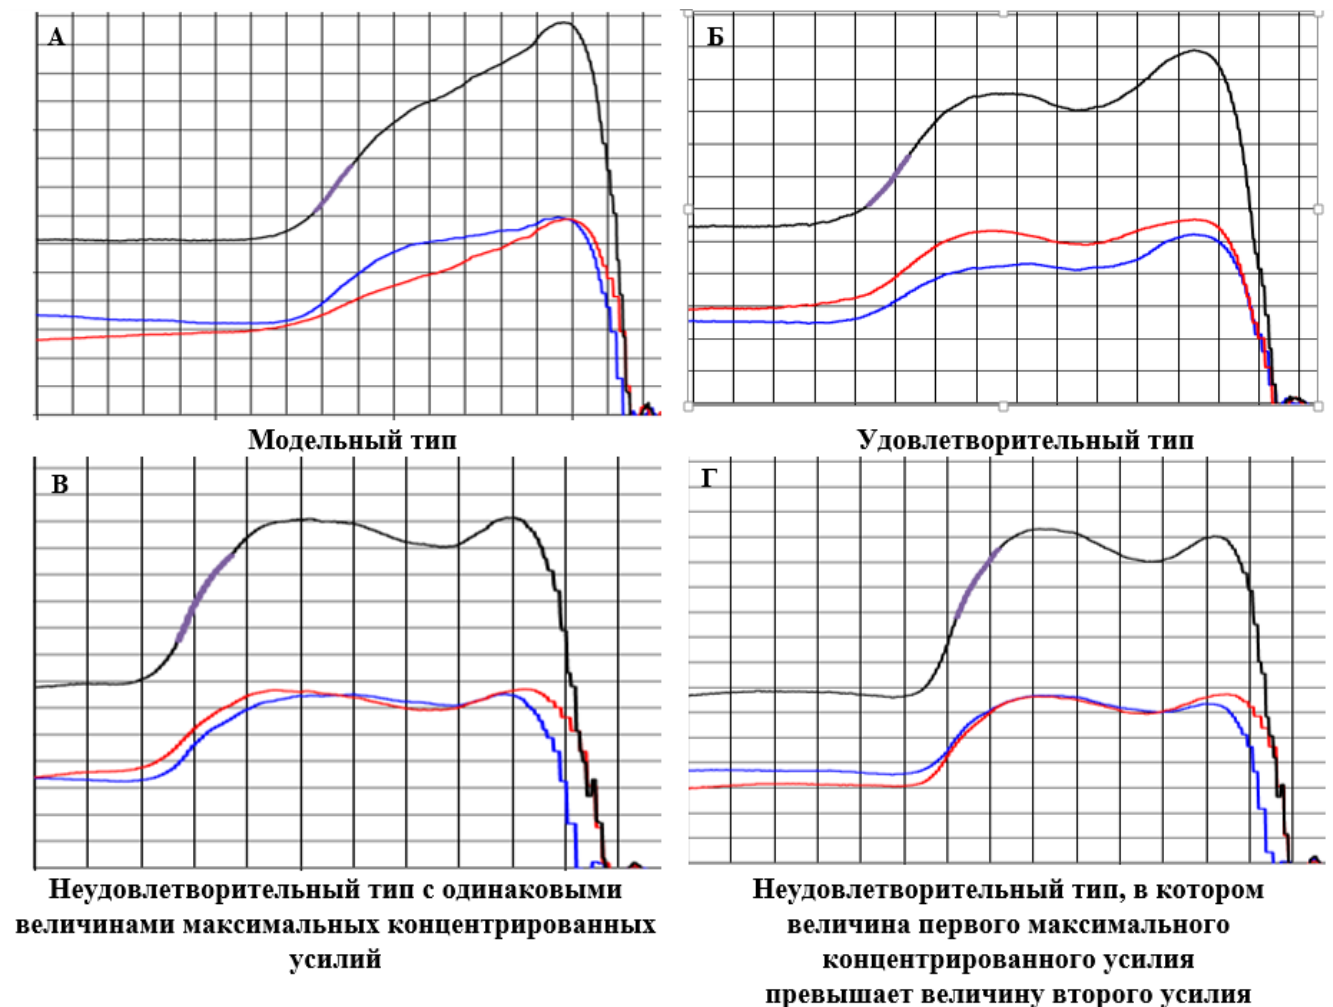 А
Б
Модельный тип
Удовлетворительный тип
В
Г
Неудовлетворительный тип с одинаковыми
величинами максимальных концентрированных
усилий
Неудовлетворительный тип, в котором
величина первого максимального
концентрированного усилия
превышает величину второго усилия